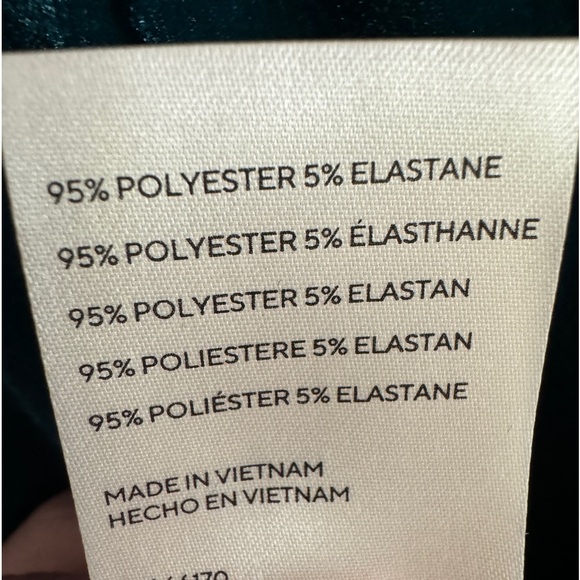 95% POLYESTER 5% ELASTANE
95% POLYESTER 5% ÉLASTHANNE
95% POLYESTER 5% ELASTAN
95% POLIESTERE 5% ELASTAN
95% POLIÉSTER 5% ELASTANE
MADE IN VIETNAM
HECHO EN VIETNAM